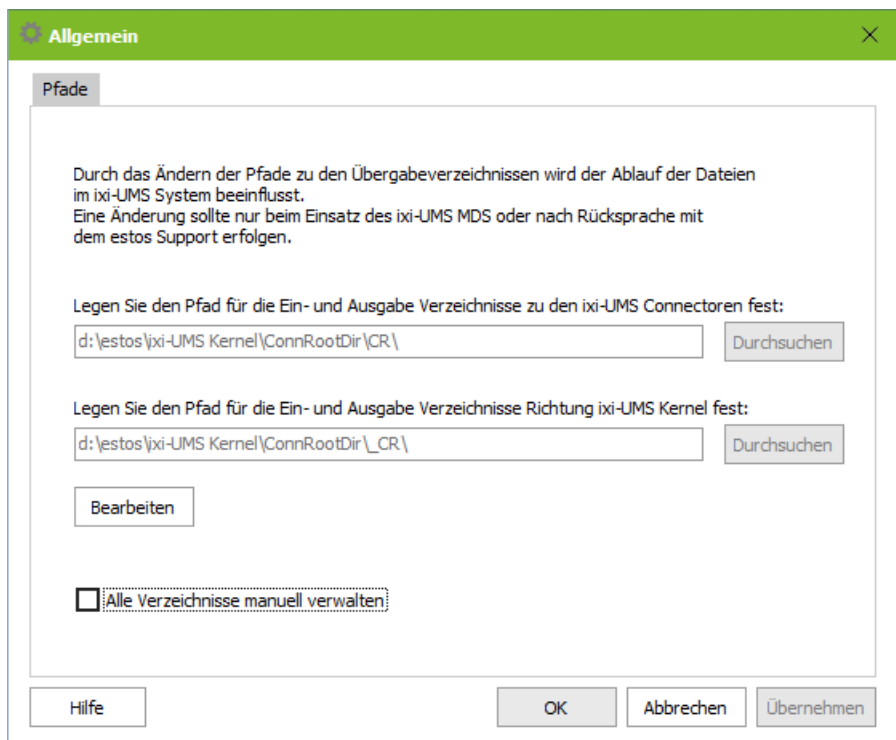 Allgemein
Pfade
Durch das Ändern der Pfade zu den Übergabeverzeichnissen wird der Ablauf der Dateien
im ixi-UMS System beeinflusst.
Eine Änderung sollte nur beim Einsatz des ixi-UMS MDS oder nach Rücksprache mit
dem estos Support erfolgen.
Legen Sie den Pfad für die Ein- und Ausgabe Verzeichnisse zu den ixi-UMS Connectoren fest:
d:\estos\ixi-UMS Kernel\ConnRootDir\CR\ Durchsuchen
Legen Sie den Pfad für die Ein- und Ausgabe Verzeichnisse Richtung ixi-UMS Kernel fest:
d:\estos\ixi-UMS Kernel\ConnRootDir\_CR\ Durchsuchen
Bearbeiten
Alle Verzeichnisse manuell verwalten
Hilfe OK Abbrechen Übernehmen